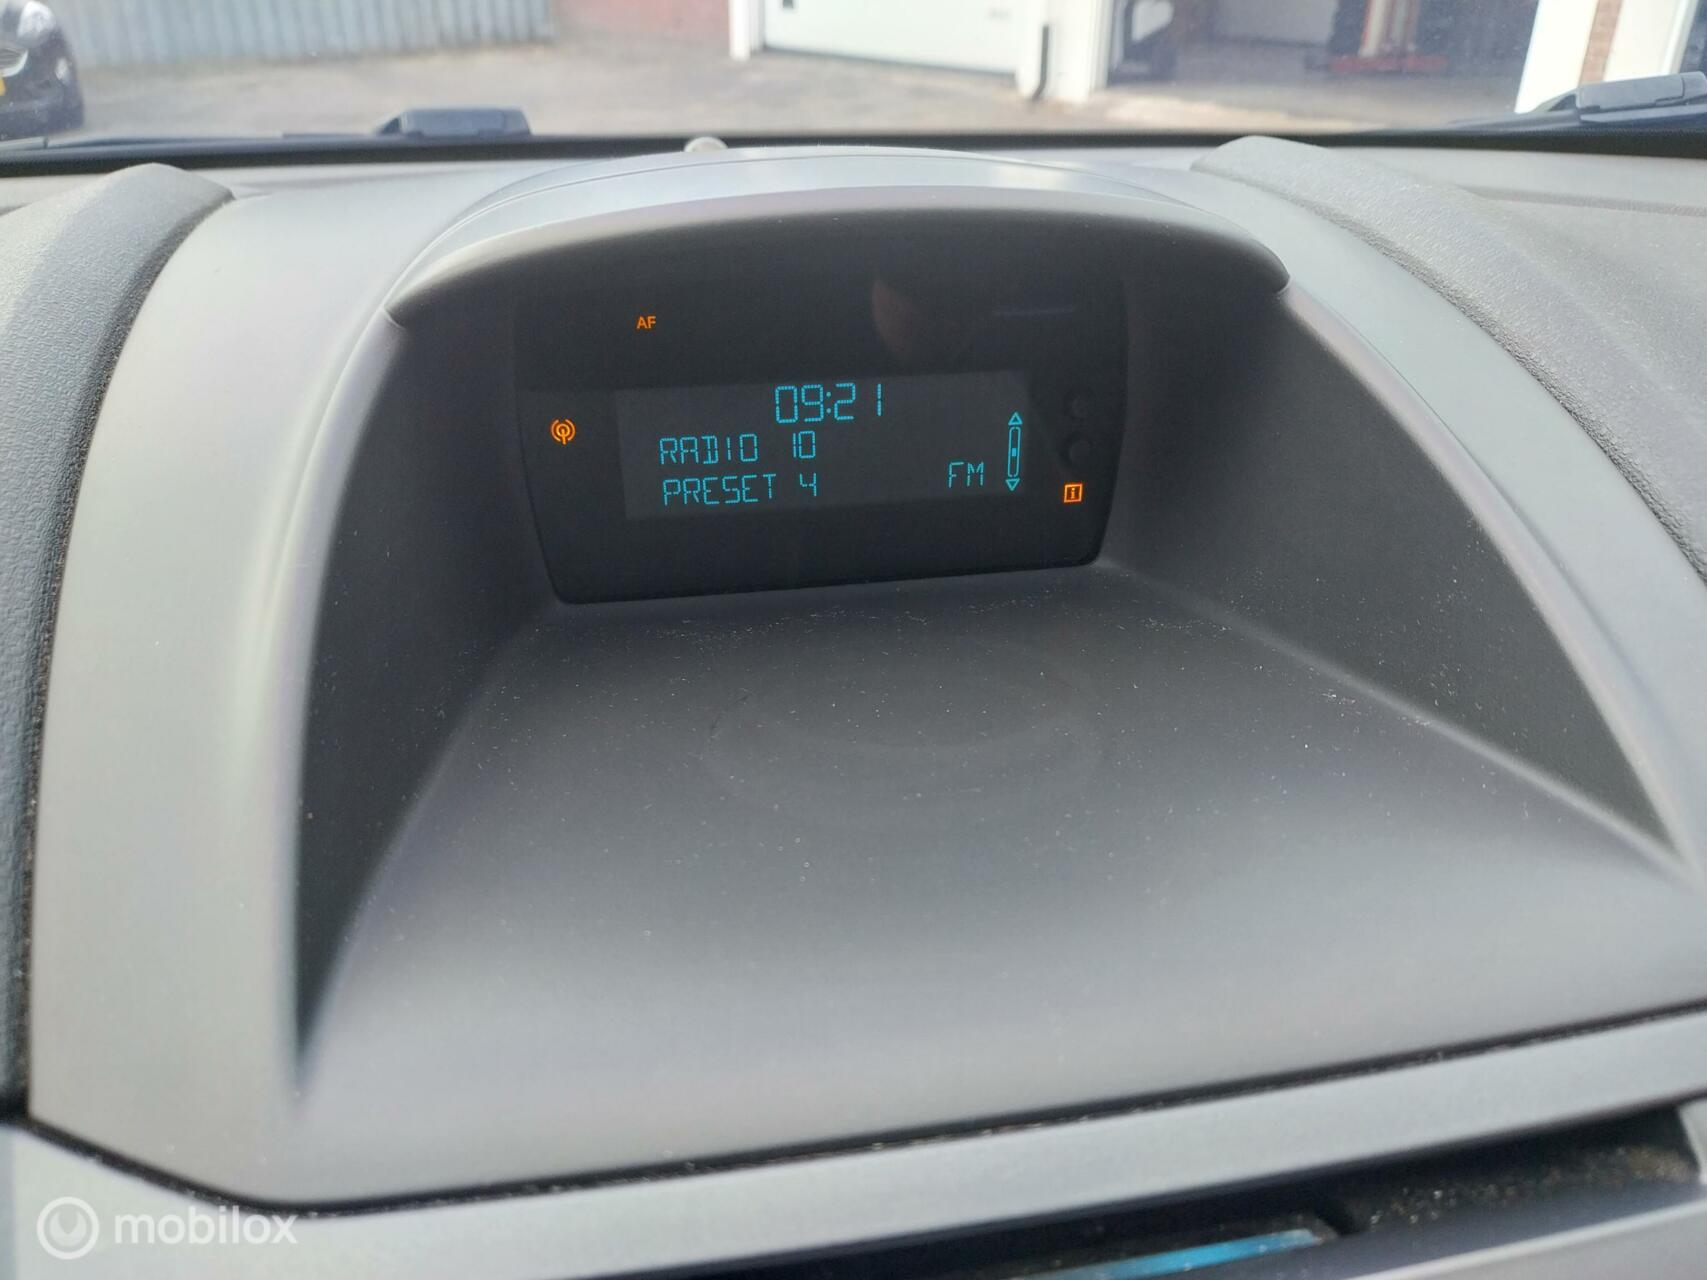 AF
09:21
RADIO 10
PRESET 4 FM
i
mobilox